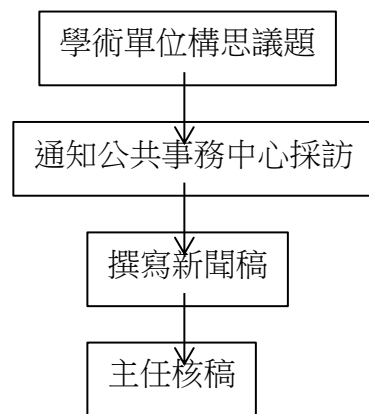 學術單位構思議題
通知公共事務中心採訪
撰寫新聞稿
主任核稿